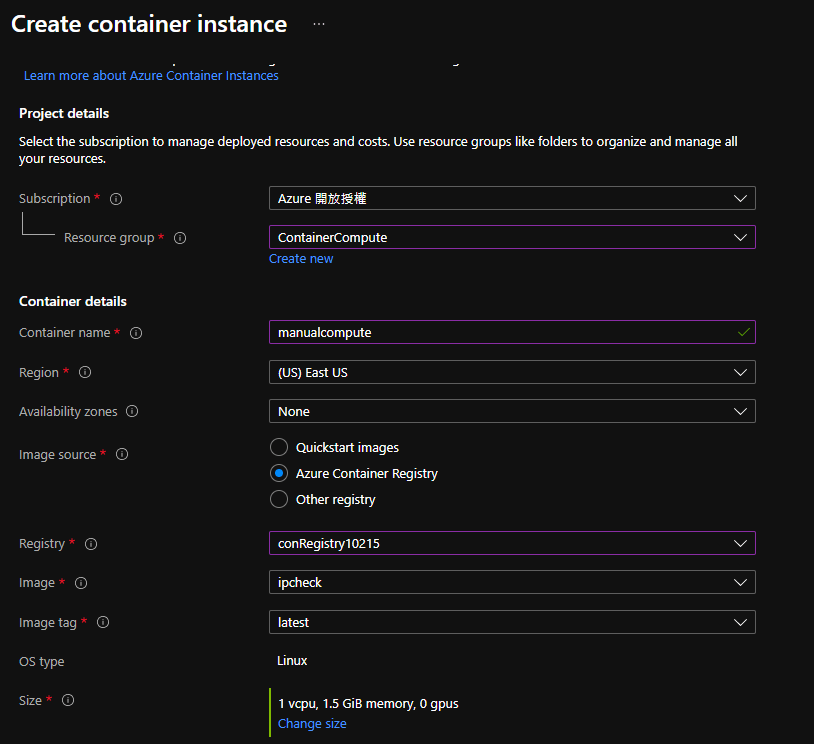 Create container instance ...
Learn more about Azure Container Instances
Project details
Select the subscription to manage deployed resources and costs. Use resource groups like folders to organize and manage all
your resources.
Subscription * Azure 開放授權
Resource group * ContainerCompute
Create new
Container details
Container name * manualcompute
Region * (US) East US
Availability zones None
Image source * Quickstart images
Azure Container Registry
Other registry
Registry * conRegistry10215
Image * ipcheck
Image tag * latest
OS type Linux
Size * 1 vcpu, 1.5 GiB memory, 0 gpus
Change size